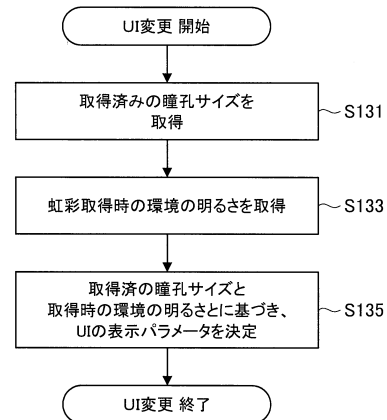 UI変更 開始
取得済みの瞳孔サイズを
取得
S131
虹彩取得時の環境の明るさを取得
S133
取得済の瞳孔サイズと
取得時の環境の明るさとに基づき、
UIの表示パラメータを決定
S135
UI変更 終了